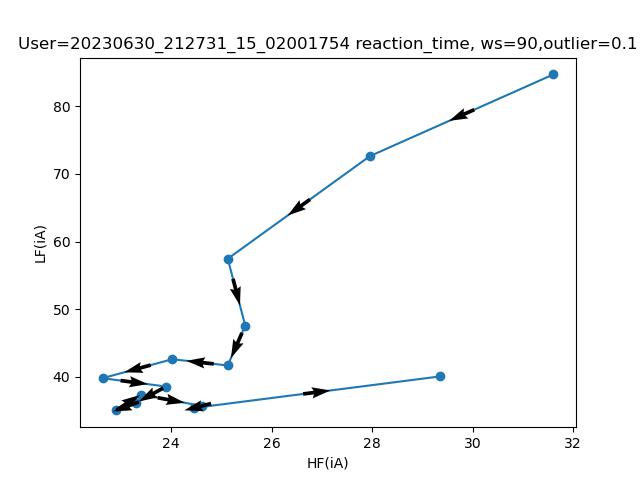 User=20230630_212731_15_02001754 reaction_time, ws=90,outlier=0.1
LF(iA)
80
70
60
50
40
24 26 28 30 32
HF(iA)